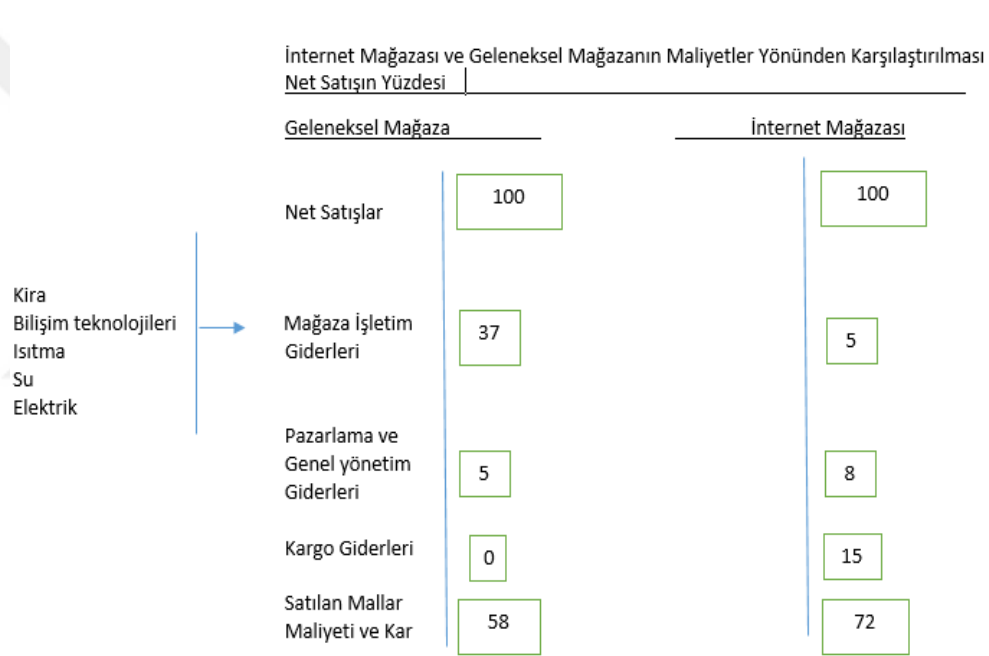 İnternet Mağazası ve Geleneksel Mağazanın Maliyetler Yönünden Karşılaştırılması
Net Satışın Yüzdesi
Geleneksel Mağaza
İnternet Mağazası
Net Satışlar
100
100
Kira
Bilişim teknolojileri
Isıtma
Su
Elektrik
Mağaza İşletim
Giderleri
37
5
Pazarlama ve
Genel yönetim
Giderleri
5
8
Kargo Giderleri
0
15
Satılan Mallar
Maliyeti ve Kar
58
72